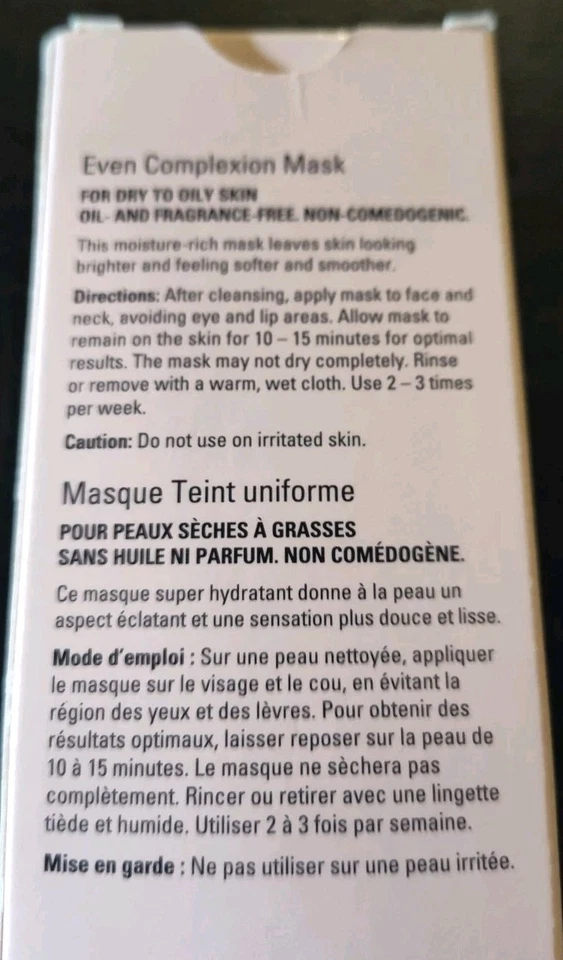 Even Complexion Mask
FOR DRY TO OILY SKIN
OIL- AND FRAGRANCE-FREE. NON-COMEDOGENIC.
This moisture-rich mask leaves skin looking
brighter and feeling softer and smoother.
Directions: After cleansing, apply mask to face and
neck, avoiding eye and lip areas. Allow mask to
remain on the skin for 10 – 15 minutes for optimal
results. The mask may not dry completely. Rinse
or remove with a warm, wet cloth. Use 2 – 3 times
per week.
Caution: Do not use on irritated skin.
Masque Teint uniforme
POUR PEAUX SÈCHES À GRASSES
SANS HUILE NI PARFUM. NON COMÉDOGÈNE.
Ce masque super hydratant donne à la peau un
aspect éclatant et une sensation plus douce et lisse.
Mode d'emploi : Sur une peau nettoyée, appliquer
le masque sur le visage et le cou, en évitant la
région des yeux et des lèvres. Pour obtenir des
résultats optimaux, laisser reposer sur la peau de
10 à 15 minutes. Le masque ne sèchera pas
complètement. Rincer ou retirer avec une lingette
tiède et humide. Utiliser 2 à 3 fois par semaine.
Mise en garde : Ne pas utiliser sur une peau irritée.